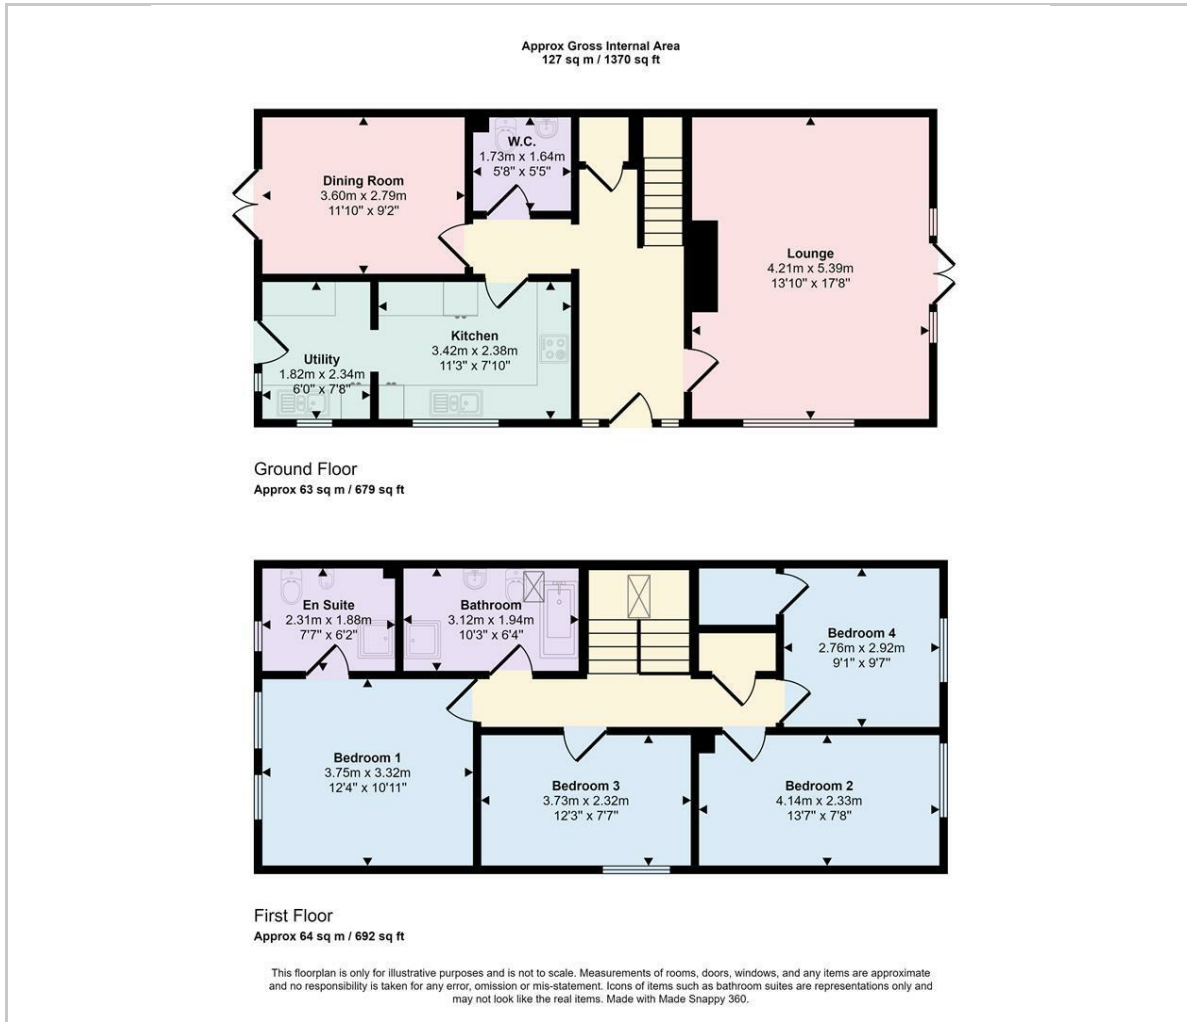 Approx Gross Internal Area
127 sq m / 1370 sq ft
Dining Room
3.60m x 2.79m
11'10" x 9'2"
W.C.
1.73m x 1.64m
5'8" x 5'5"
Lounge
4.21m x 5.39m
13'10" x 17'8"
Utility
1.82m x 2.34m
6'0" x 7'8"
Kitchen
3.42m x 2.38m
11'3" x 7'10"
Ground Floor
Approx 63 sq m / 679 sq ft
En Suite
2.31m x 1.88m
7'7" x 6'2"
Bathroom
3.12m x 1.94m
10'3" x 6'4"
Bedroom 4
2.76m x 2.92m
9'1" x 9'7"
Bedroom 1
3.75m x 3.32m
12'4" x 10'11"
Bedroom 3
3.73m x 2.32m
12'3" x 7'7"
Bedroom 2
4.14m x 2.33m
13'7" x 7'8"
First Floor
Approx 64 sq m / 692 sq ft
This floorplan is only for illustrative purposes and is not to scale. Measurements of rooms, doors, windows, and any items are approximate
and no responsibility is taken for any error, omission or mis-statement. Icons of items such as bathroom suites are representations only and
may not look like the real items. Made with Made Snappy 360.